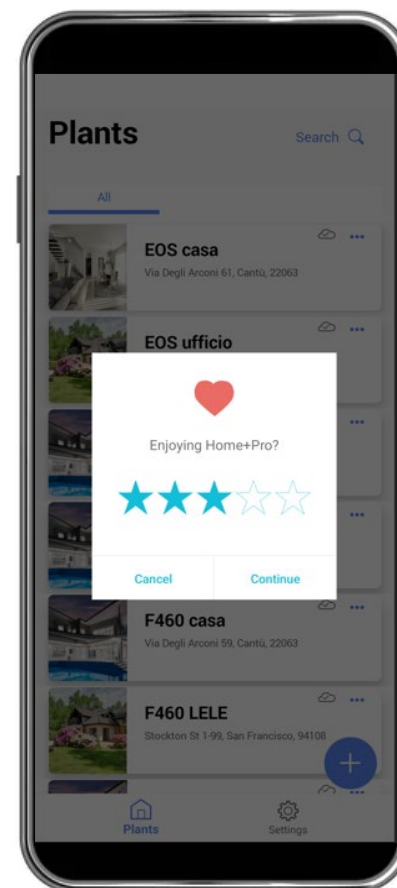 Plants
Search
All
EOS casa
Via Degli Arconi 61, Cantù, 22063
EOS ufficio
Enjoying Home+Pro?
Cancel
Continue
F460 casa
Via Degli Arconi 59, Cantù, 22063
F460 LELE
Stockton St 1-99, San Francisco, 94108
Plants
Settings